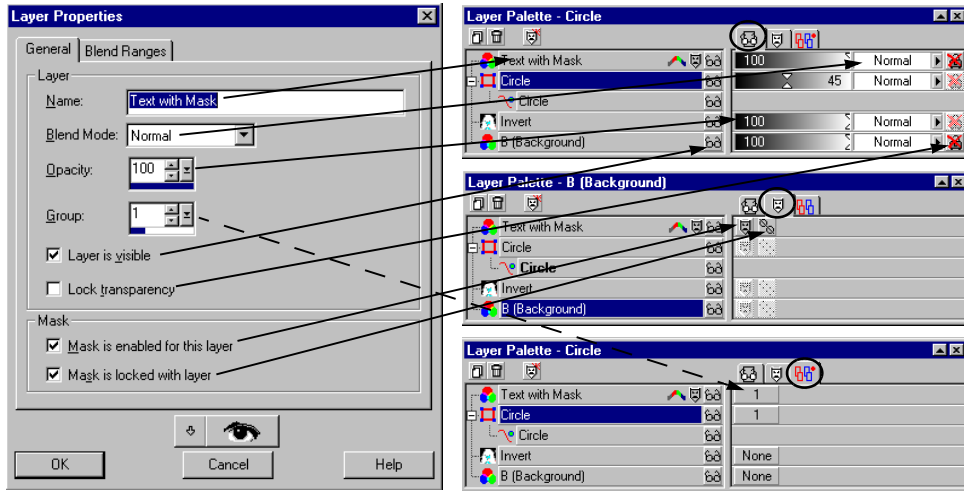 Layer Properties
General
Blend Ranges
Layer
Name:
Text with Mask
Blend Mode:
Normal
Opacity:
100
Group:
1
Layer is visible
Lock transparency
Mask
Mask is enabled for this layer
Mask is locked with layer
OK
Cancel
Help
Layer Palette - Circle
Text with Mask
100
Normal
Circle
45
Normal
Circle
Invert
100
Normal
B (Background)
100
Normal
Layer Palette - B (Background)
Text with Mask
Circle
Circle
Invert
B (Background)
Layer Palette - Circle
Text with Mask
1
Circle
1
Circle
Invert
None
B (Background)
None